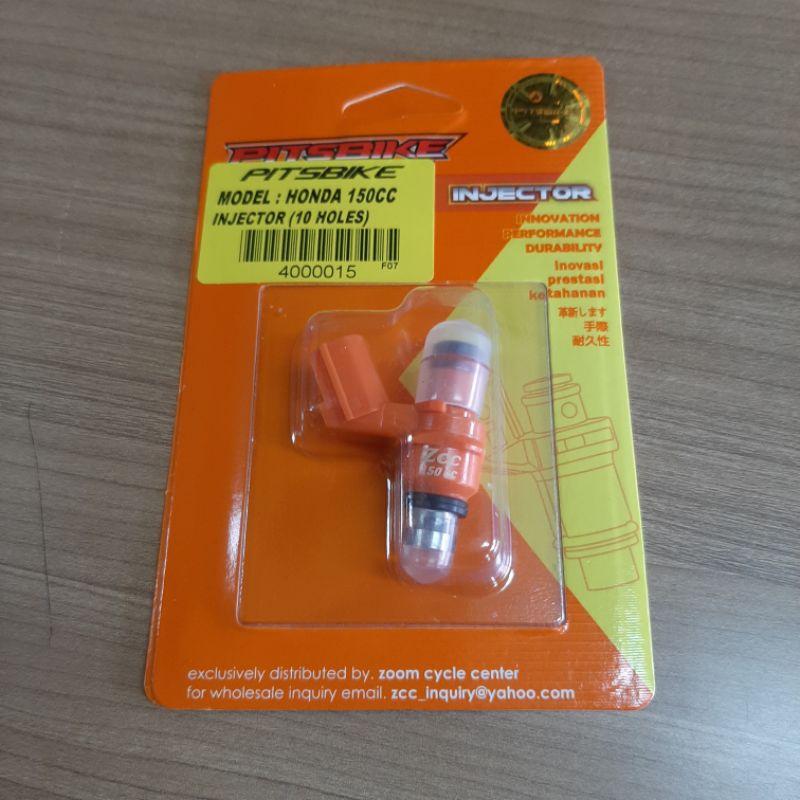 PITSBIKE
PITSBIKE
PITSBIKE
MODEL : HONDA 150CC
INJECTOR (10 HOLES)
4000015
F07
INJECTOR
INNOVATION
PERFORMANCE
DURABILITY
inovasi
prestasi
ketahanan
革新します
手際
耐久性
Zcc
150cc
exclusively distributed by. zoom cycle center
for wholesale inquiry email. zcc_inquiry@yahoo.com